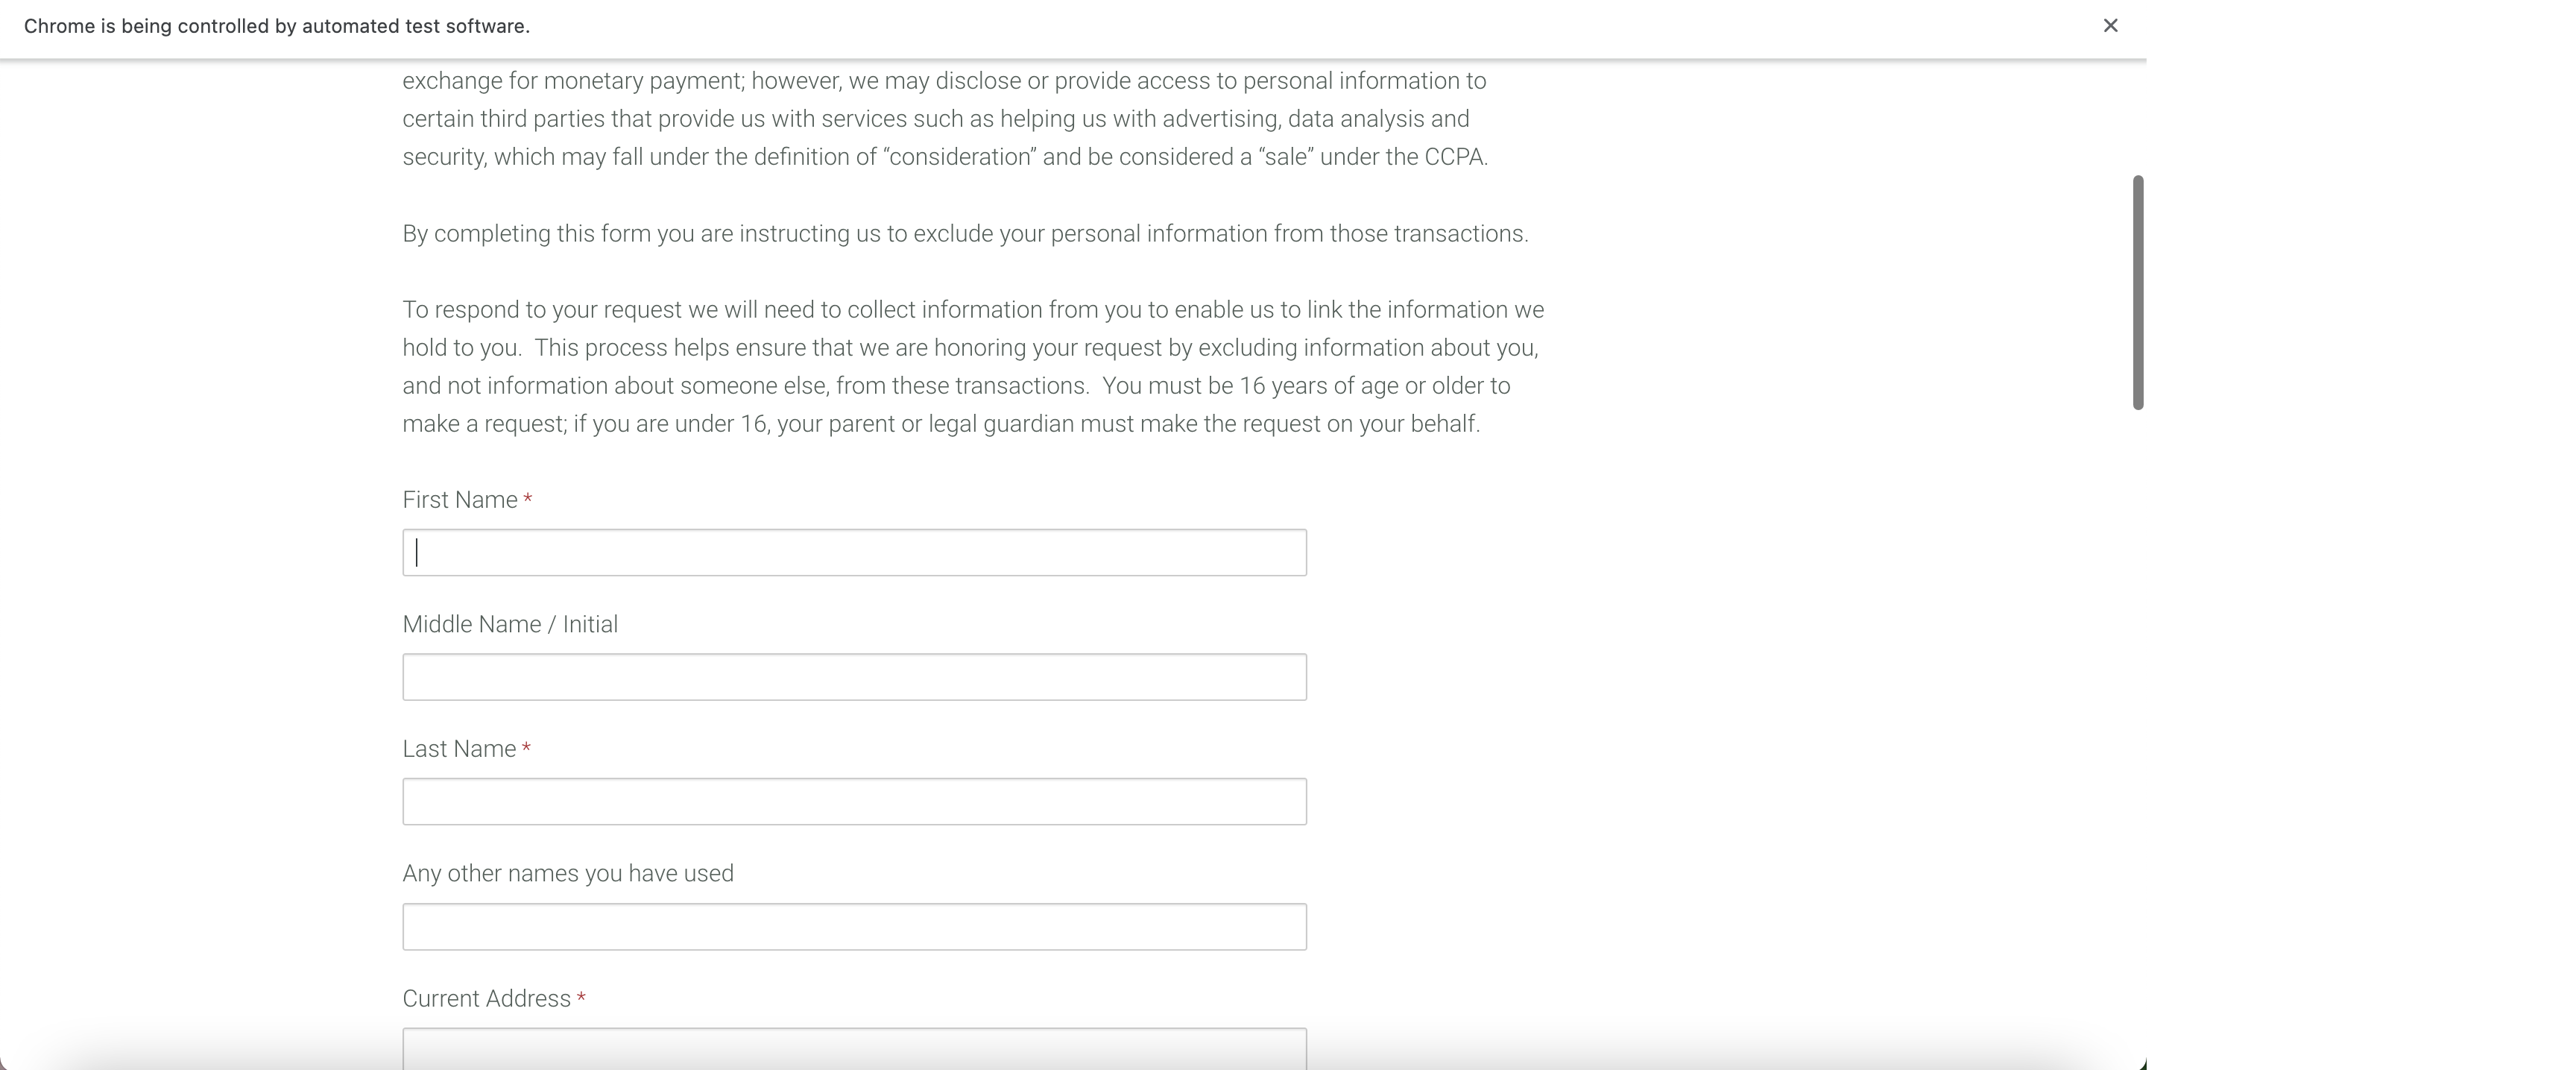 Chrome is being controlled by automated test software.
exchange for monetary payment; however, we may disclose or provide access to personal information to
certain third parties that provide us with services such as helping us with advertising, data analysis and
security, which may fall under the definition of “consideration” and be considered a “sale” under the CCPA.
By completing this form you are instructing us to exclude your personal information from those transactions.
To respond to your request we will need to collect information from you to enable us to link the information we
hold to you.  This process helps ensure that we are honoring your request by excluding information about you,
and not information about someone else, from these transactions.  You must be 16 years of age or older to
make a request; if you are under 16, your parent or legal guardian must make the request on your behalf.
First Name *
Middle Name / Initial
Last Name *
Any other names you have used
Current Address *